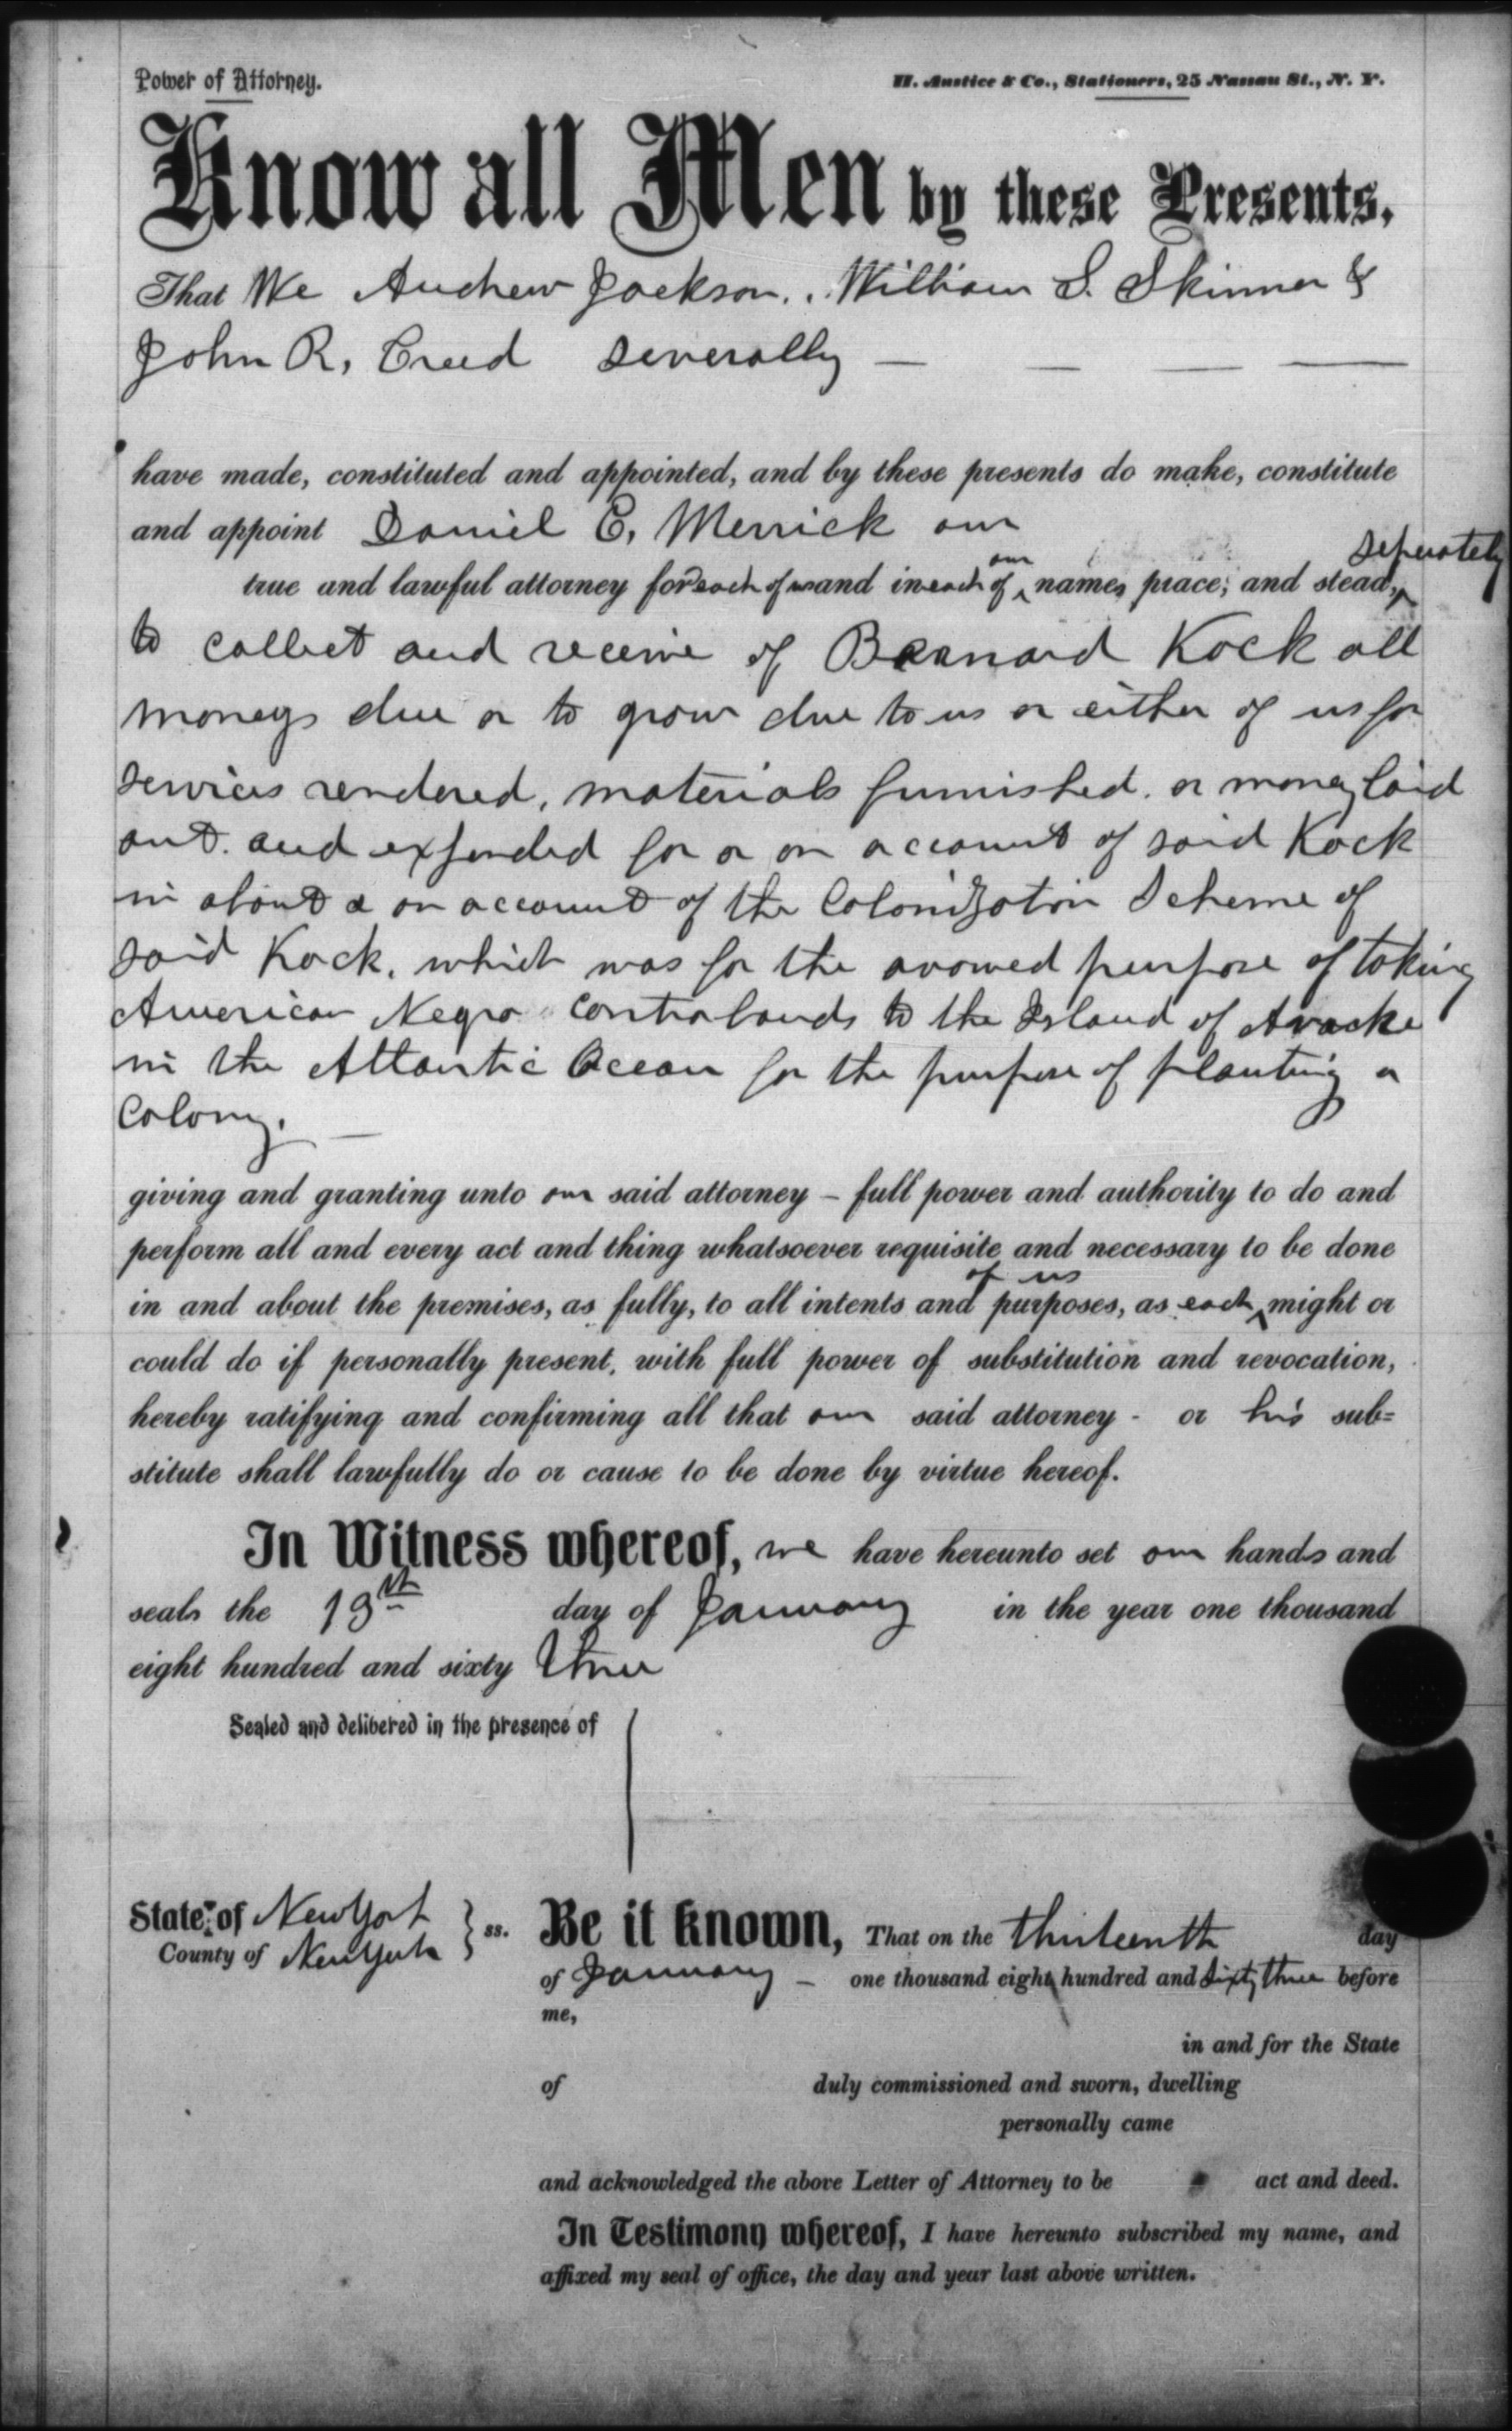 Power of Attorney.
H. Anstice & Co., Stationers, 25 Nassau St., N. Y.
Know all Men by these Presents,
That We Andrew Jackson, William S. Skinner &
John R. Creed severally
have made, constituted and appointed, and by these presents do make, constitute
and appoint Daniel C. Merrick our
our seperately
true and lawful attorney for each of us and in each of names place, and stead,
to collect and receive of Bernard Kock all
moneys due or to grow due to us or either of us for
services rendered, materials furnished. or money laid
out. and expended for or on account of said Kock
in about & on account of the Colonization Scheme of
said Kock, which was for the avowed purpose of taking
American Negro Contrabands to the Island of Avacke
in the Atlantic Ocean for the purpose of planting a
Colony.
giving and granting unto our said attorney – full power and authority to do and
perform all and every act and thing whatsoever requisite and necessary to be done
of us
in and about the premises, as fully, to all intents and purposes, as each might or
could do if personally present, with full power of substitution and revocation,
hereby ratifying and confirming all that our said attorney - or his sub=
stitute shall lawfully do or cause to be done by virtue hereof.
In Witness whereof, we have hereunto set our hands and
seals the day of January in the year one thousand
eight hundred and sixty three
Sealed and delivered in the presence of
State of New York } ss. Be it known, That on the thirteenth day
County of New York
of January – one thousand eight hundred and Sixty three before
me,
in and for the State
of duly commissioned and sworn, dwelling
personally came
and acknowledged the above Letter of Attorney to be act and deed.
In Testimony whereof, I have hereunto subscribed my name, and
affixed my seal of office, the day and year last above written.